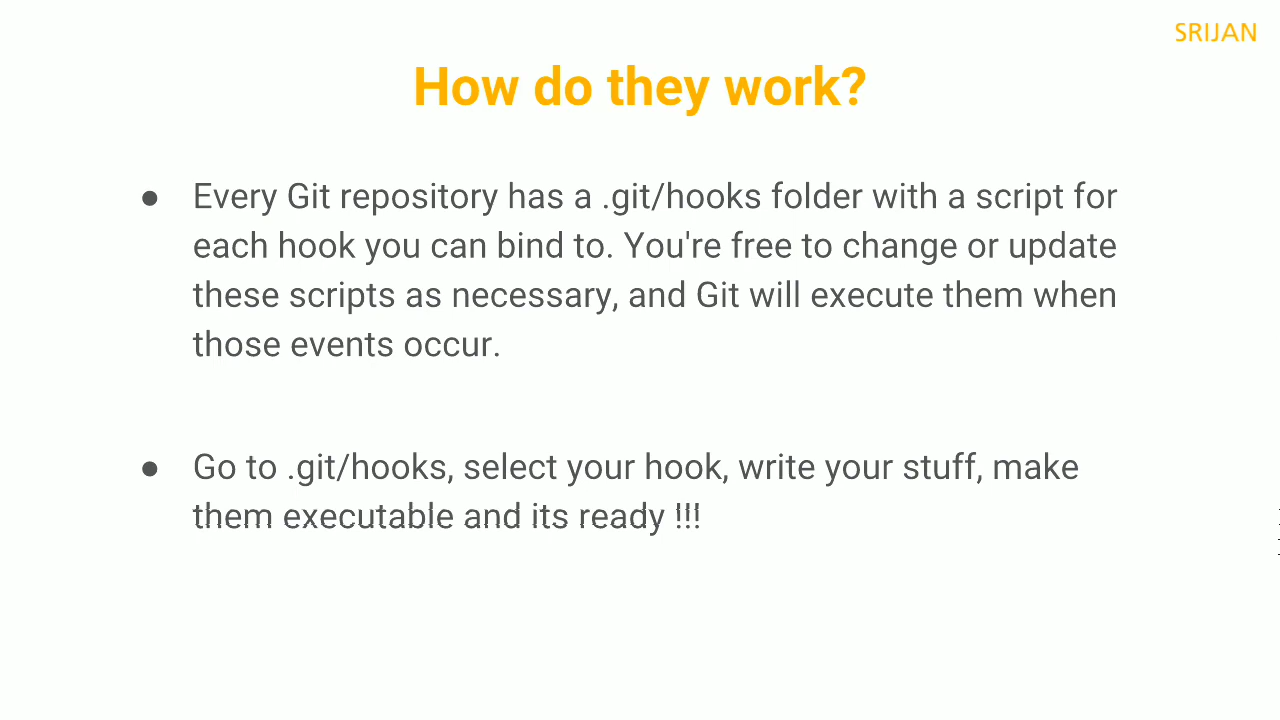 SRIJAN
How do they work?
● Every Git repository has a .git/hooks folder with a script for
each hook you can bind to. You're free to change or update
these scripts as necessary, and Git will execute them when
those events occur.
● Go to .git/hooks, select your hook, write your stuff, make
them executable and its ready !!!